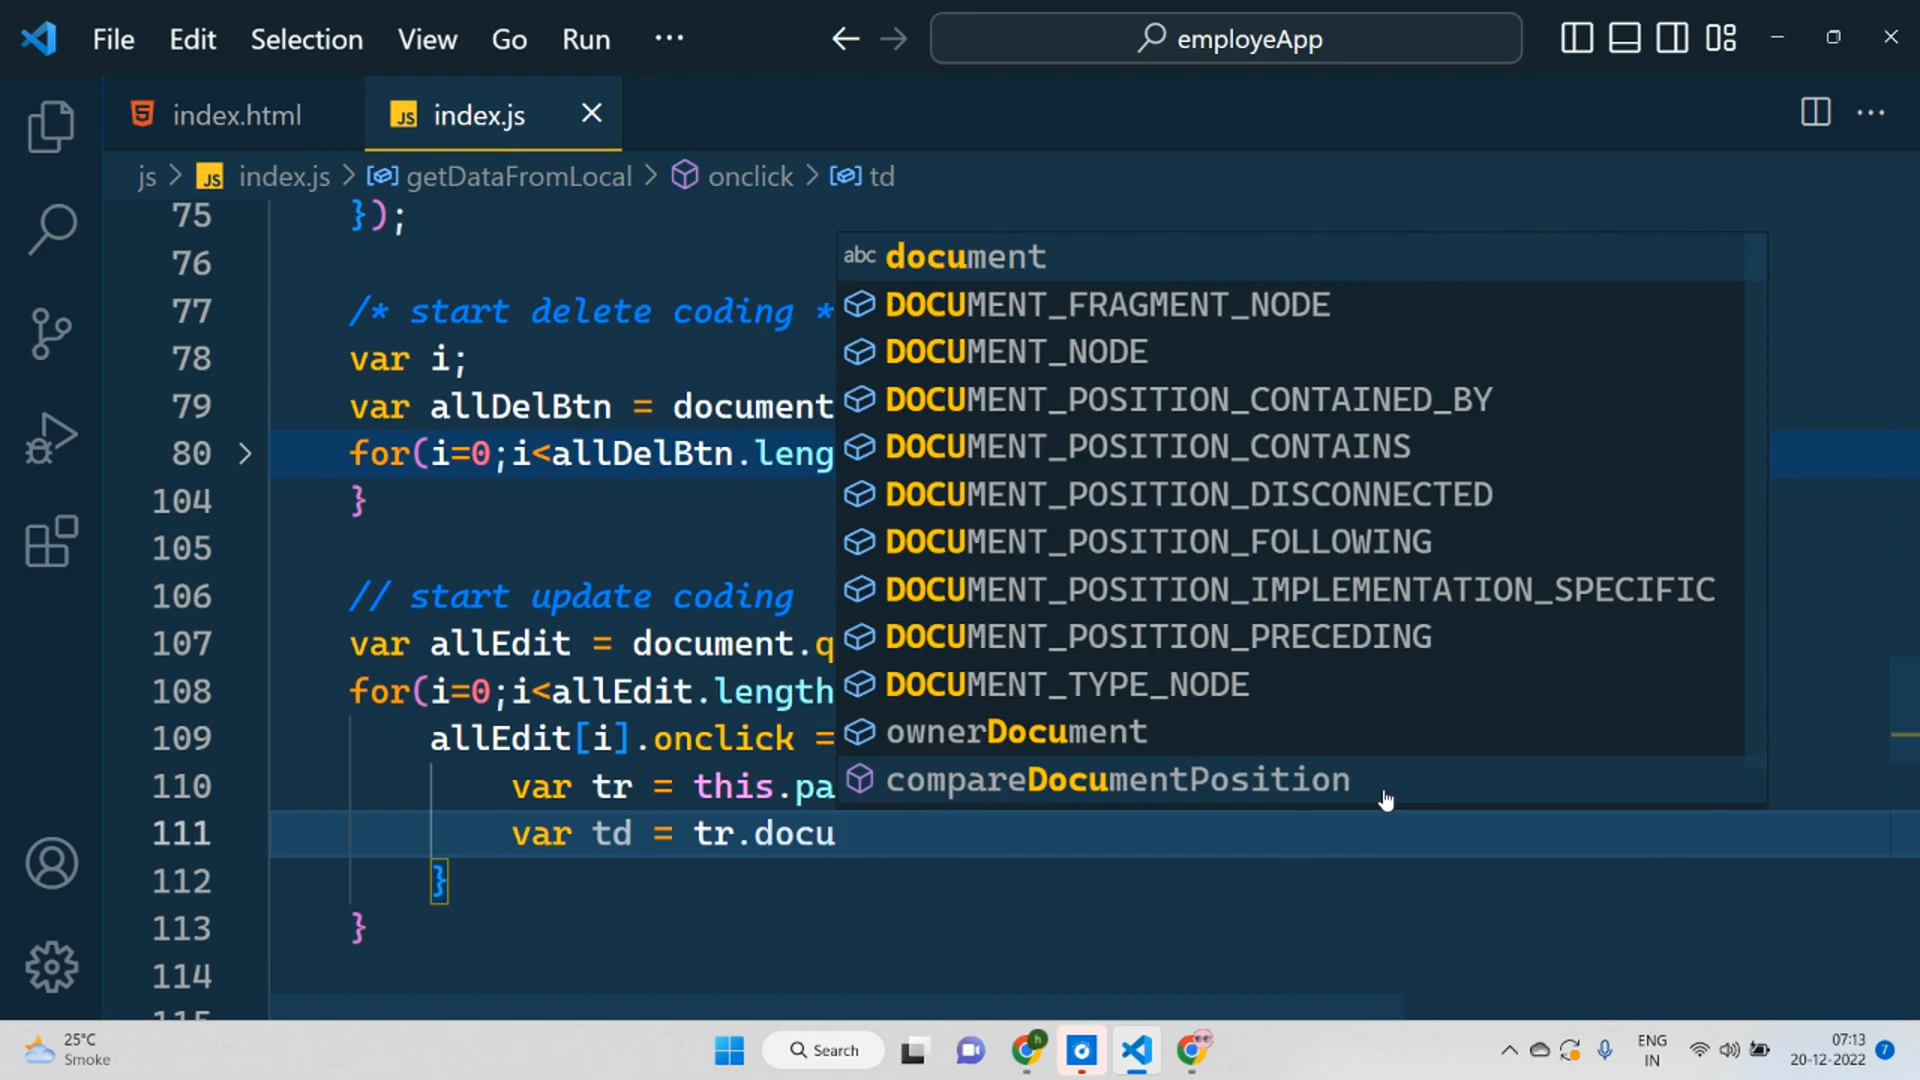 File Edit Selection View Go Run ··· employeApp
index.html index.js
js > JS index.js > getDataFromLocal > onclick > td
75 });
76
77 /* start delete coding *
78 var i;
79 var allDelBtn = document
80 for(i=0;i<allDelBtn.leng
104 }
105
106 // start update coding
107 var allEdit = document.q
108 for(i=0;i<allEdit.length
109 allEdit[i].onclick =
110 var tr = this.pa
111 var td = tr.docu
112 }
113 }
114
abc document
DOCUMENT_FRAGMENT_NODE
DOCUMENT_NODE
DOCUMENT_POSITION_CONTAINED_BY
DOCUMENT_POSITION_CONTAINS
DOCUMENT_POSITION_DISCONNECTED
DOCUMENT_POSITION_FOLLOWING
DOCUMENT_POSITION_IMPLEMENTATION_SPECIFIC
DOCUMENT_POSITION_PRECEDING
DOCUMENT_TYPE_NODE
ownerDocument
compareDocumentPosition
25°C
Smoke
Search
ENG
IN
07:13
20-12-2022
7